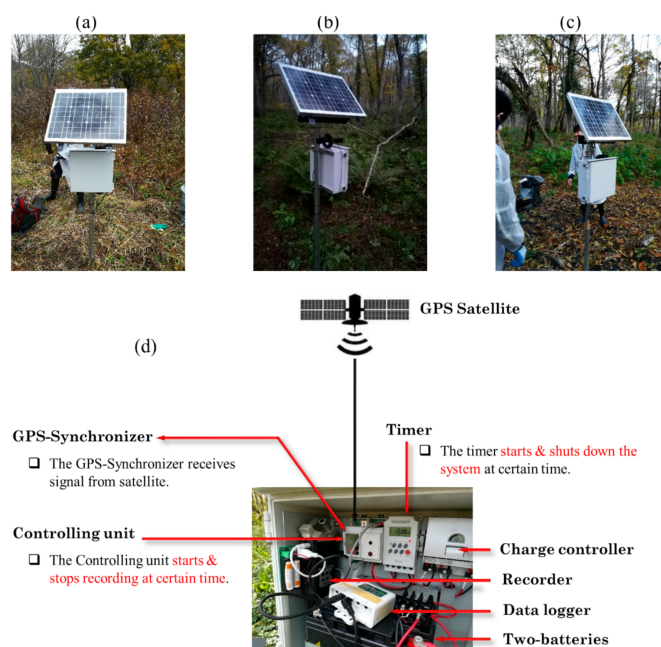 (a)
(b)
(c)
GPS Satellite
(d)
GPS-Synchronizer
❑ The GPS-Synchronizer receives
signal from satellite.
Timer
❑ The timer starts & shuts down the
system at certain time.
Controlling unit
❑ The Controlling unit starts &
stops recording at certain time.
Charge controller
Recorder
Data logger
Two-batteries